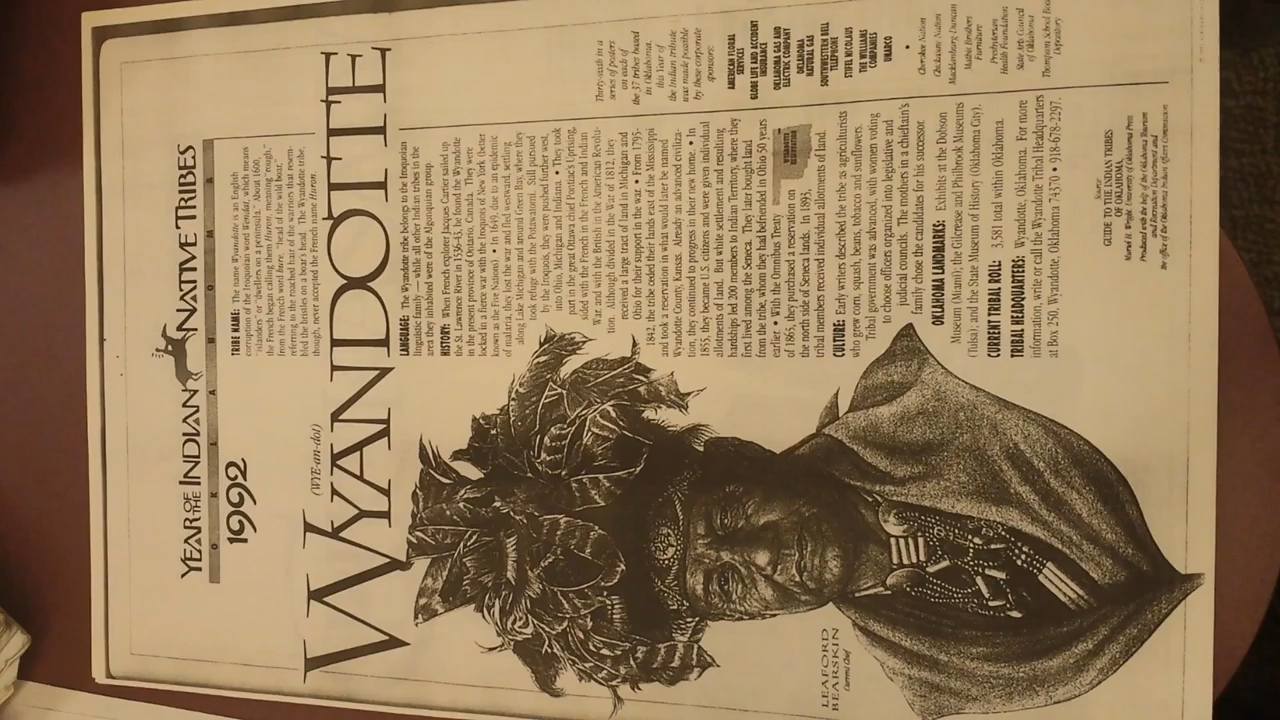 YEAR OF THE INDIAN NATIVE TRIBES
O K L A H O M A
1992
TRIBE NAME: The name Wyandotte is an English
corruption of the Iroquoian word Wendat, which means
"islanders" or "dwellers on a peninsula." About 1600,
the French began calling them Huron, meaning "rough,"
from the French word hure, "head of the wild boar,"
referring to the roached hair of the warriors that resem-
bled the bristles on a boar's head. The Wyandotte tribe,
though, never accepted the French name Huron.
(WYE-an-dot)
WYANDOTTE
LANGUAGE: The Wyandotte tribe belongs to the Iroquoian
linguistic family — while all other Indian tribes in the
area they inhabited were of the Algonquian group.
HISTORY: When French explorer Jacques Cartier sailed up
the St. Lawrence River in 1536-43, he found the Wyandotte
in the present province of Ontario, Canada. They were
locked in a fierce war with the Iroquois of New York (better
known as the Five Nations). • In 1649, due to an epidemic
of malaria, they lost the war and fled westward, settling
along Lake Michigan and around Green Bay, where they
took refuge with the Potawatomi. Still pursued
by the Iroquois, they were pushed farther west,
into Ohio, Michigan and Indiana. • They took
part in the great Ottawa chief Pontiac's Uprising,
sided with the French in the French and Indian
War, and with the British in the American Revolu-
tion. Although divided in the War of 1812, they
received a large tract of land in Michigan and
Ohio for their support in the war. • From 1795-
1842, the tribe ceded their lands east of the Mississippi
and took a reservation in what would later be named
Wyandotte County, Kansas. Already an advanced civiliza-
tion, they continued to progress in their new home. • In
1855, they became U.S. citizens and were given individual
allotments of land. But white settlement and resulting
hardships led 200 members to Indian Territory, where they
first lived among the Seneca. They later bought land
from the tribe, whom they had befriended in Ohio 50 years
earlier. • With the Omnibus Treaty
of 1863, they purchased a reservation on
the north side of Seneca lands. In 1893,
tribal members received individual allotments of land.
CULTURE: Early writers described the tribe as agriculturists
who grew corn, squash, beans, tobacco and sunflowers.
Tribal government was advanced, with women voting
to choose officers organized into legislative and
judicial councils. The mothers in a chieftain's
family chose the candidates for his successor.
OKLAHOMA LANDMARKS: Exhibits at the Dobson
Museum (Miami); the Gilcrease and Philbrook Museums
(Tulsa); and the State Museum of History (Oklahoma City).
CURRENT TRIBAL ROLL: 3,581 total within Oklahoma.
TRIBAL HEADQUARTERS: Wyandotte, Oklahoma. For more
information, write or call the Wyandotte Tribal Headquarters
at Box 250, Wyandotte, Oklahoma 74370 • 918-678-2297.
LEAFORD
BEARSKIN
Current Chief
Thirty-sixth in a
series of posters
on each of
the 37 tribes based
in Oklahoma,
this Year of
the Indian tribute
was made possible
by these corporate
sponsors:
AMERICAN FLORAL
SERVICES
GLOBE LIFE AND ACCIDENT
INSURANCE
OKLAHOMA GAS AND
ELECTRIC COMPANY
OKLAHOMA
NATURAL GAS
SOUTHWESTERN BELL
TELEPHONE
STIFEL NICOLAUS
THE WILLIAMS
COMPANIES
UNARCO
•
Cherokee Nation
Chickasaw Nation
Macklanburg-Duncan
Mathis Brothers
Furniture
Presbyterian
Health Foundation
State Arts Council
of Oklahoma
Thompson School Book
Depository
Source
GUIDE TO THE INDIAN TRIBES
OF OKLAHOMA,
Muriel H. Wright, University of Oklahoma Press
Produced with the help of the Oklahoma Tourism
and Recreation Department and
the office of the Oklahoma Indian Affairs Commission